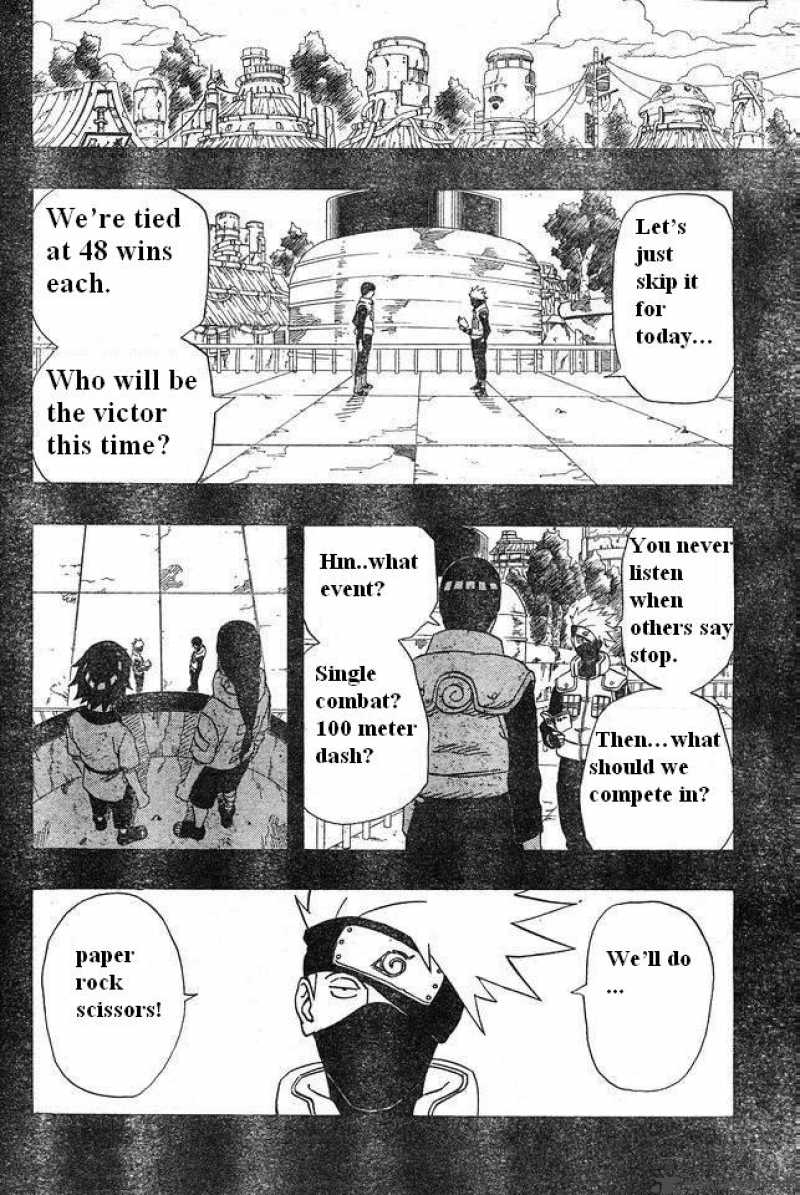 Let's
just
skip it
for
today…
We're tied
at 48 wins
each.
Who will be
the victor
this time?
You never
listen
when
others say
stop.
Then…what
should we
compete in?
Hm..what
event?
Single
combat?
100 meter
dash?
We'll do
...
paper
rock
scissors!